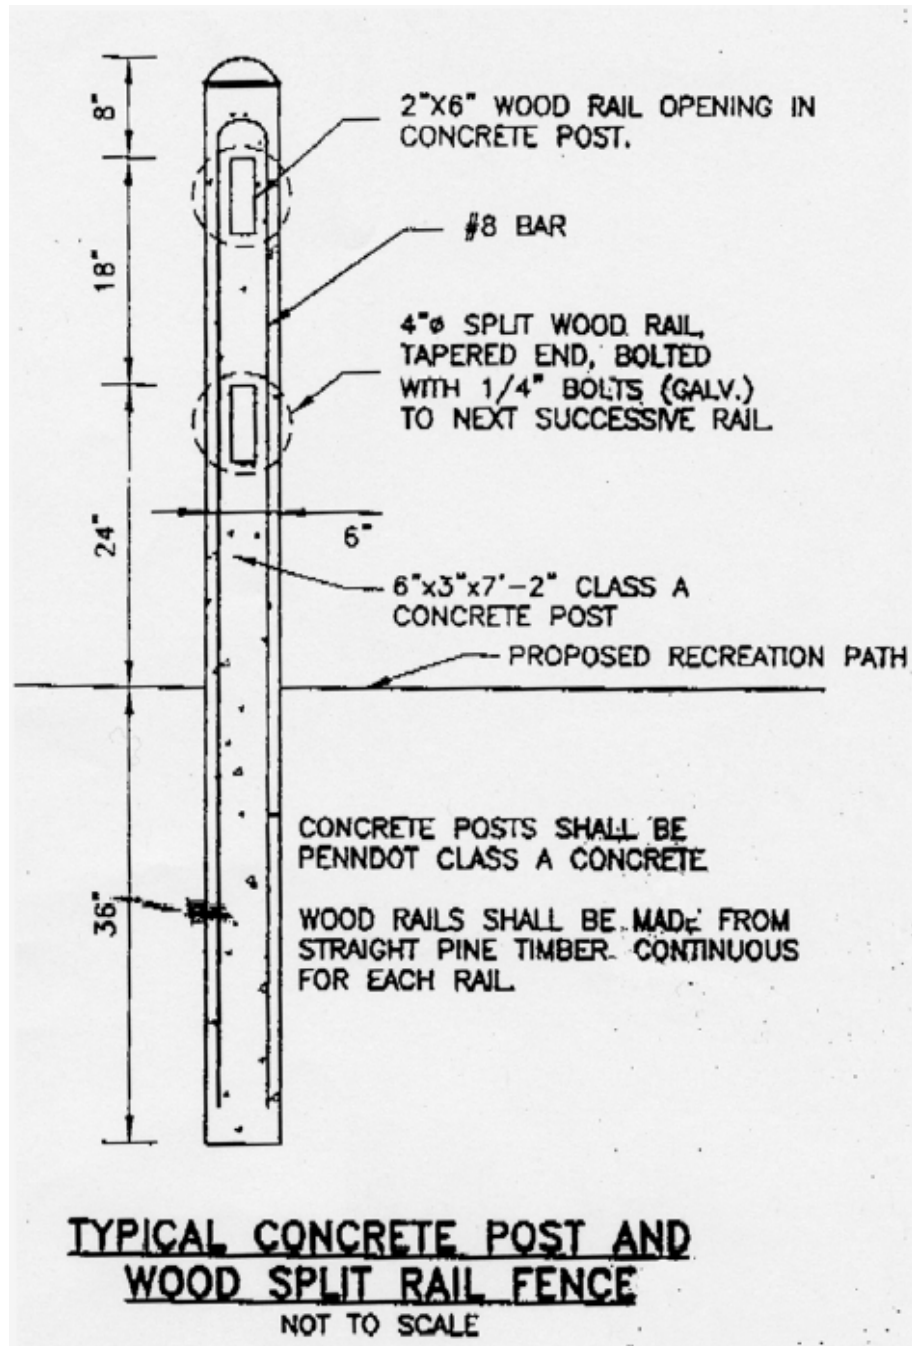 8"
2"X6" WOOD RAIL OPENING IN
CONCRETE POST.
#8 BAR
18"
4"ø SPLIT WOOD RAIL,
TAPERED END, BOLTED
WITH 1/4" BOLTS (GALV.)
TO NEXT SUCCESSIVE RAIL
24"
6"
6"x3"x7'-2" CLASS A
CONCRETE POST
PROPOSED RECREATION PATH
CONCRETE POSTS SHALL BE
PENNDOT CLASS A CONCRETE
36"
WOOD RAILS SHALL BE MADE FROM
STRAIGHT PINE TIMBER CONTINUOUS
FOR EACH RAIL
TYPICAL CONCRETE POST AND
WOOD SPLIT RAIL FENCE
NOT TO SCALE